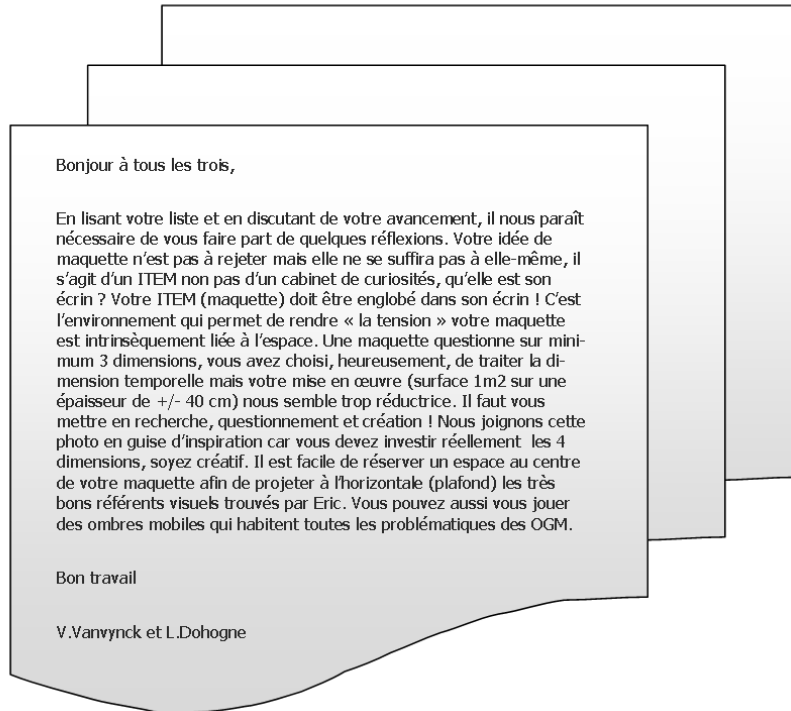 Bonjour à tous les trois,
En lisant votre liste et en discutant de votre avancement, il nous paraît
nécessaire de vous faire part de quelques réflexions. Votre idée de
maquette n'est pas à rejeter mais elle ne se suffira pas à elle-même, il
s'agit d'un ITEM non pas d'un cabinet de curiosités, qu'elle est son
écrin ? Votre ITEM (maquette) doit être englobé dans son écrin ! C'est
l'environnement qui permet de rendre « la tension » votre maquette
est intrinsèquement liée à l'espace. Une maquette questionne sur mini-
mum 3 dimensions, vous avez choisi, heureusement, de traiter la di-
mension temporelle mais votre mise en œuvre (surface 1m2 sur une
épaisseur de +/- 40 cm) nous semble trop réductrice. Il faut vous
mettre en recherche, questionnement et création ! Nous joignons cette
photo en guise d'inspiration car vous devez investir réellement  les 4
dimensions, soyez créatif. Il est facile de réserver un espace au centre
de votre maquette afin de projeter à l'horizontale (plafond) les très
bons référents visuels trouvés par Eric. Vous pouvez aussi vous jouer
des ombres mobiles qui habitent toutes les problématiques des OGM.
Bon travail
V.Vanvynck et L.Dohogne